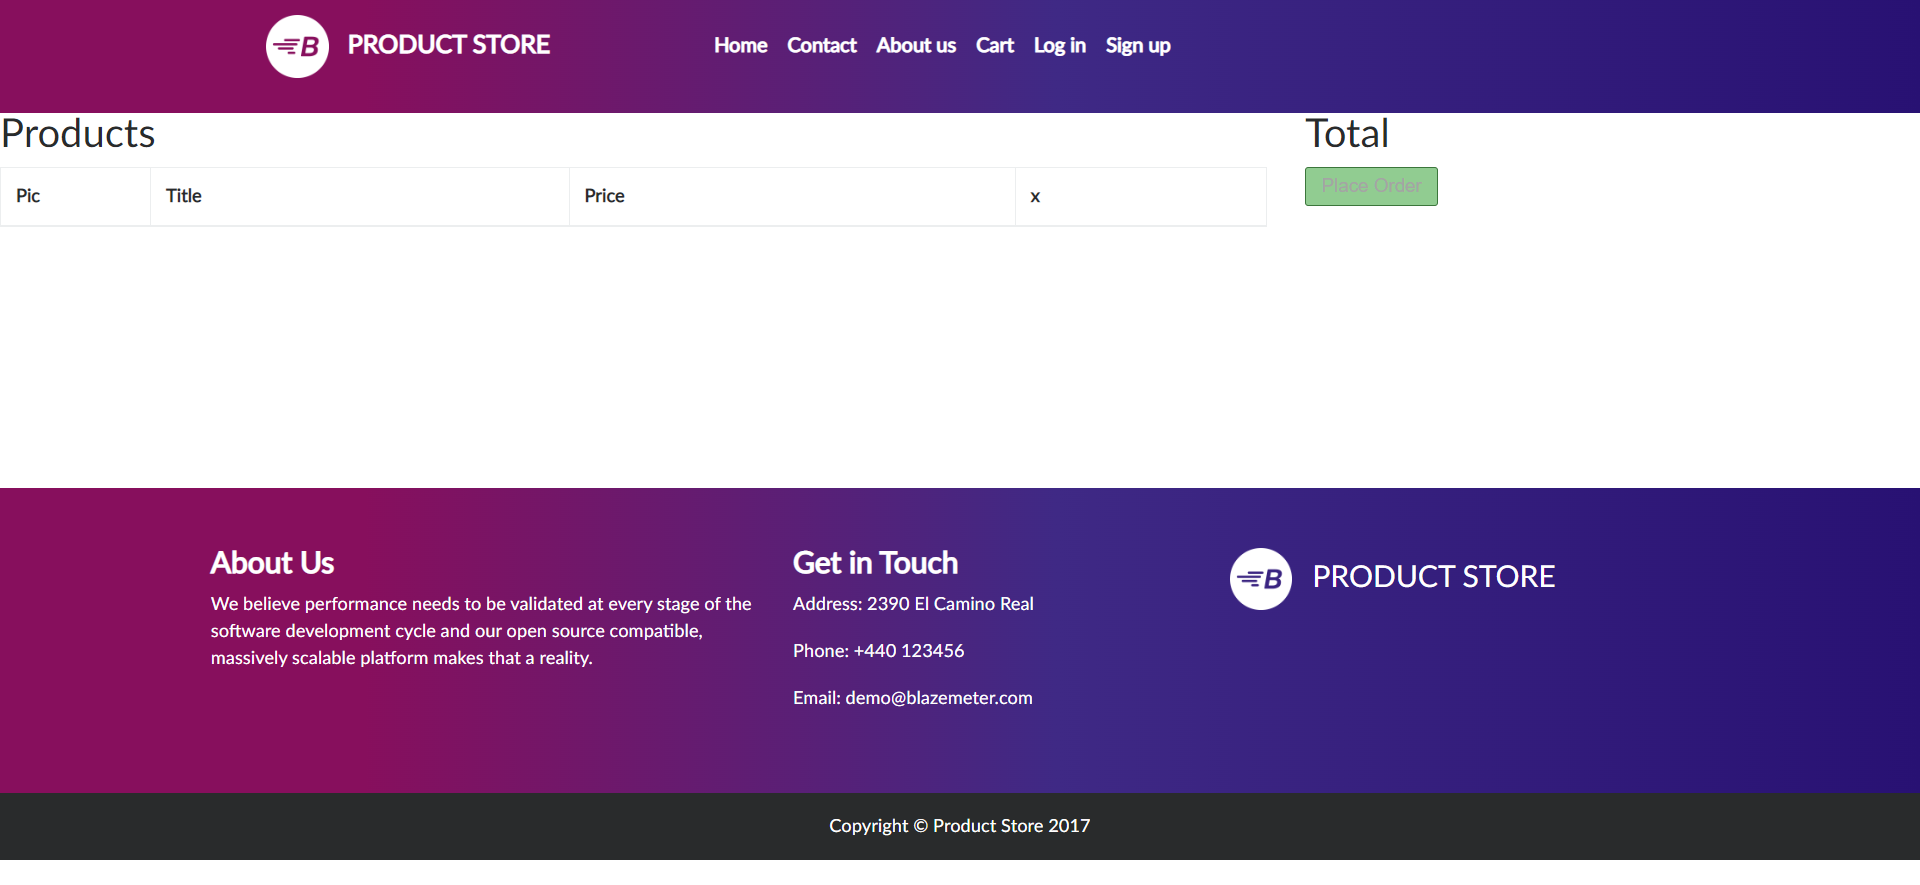 B PRODUCT STORE Home Contact About us Cart Log in Sign up
Products
Pic Title Price x
Total
Place Order
About Us
We believe performance needs to be validated at every stage of the
software development cycle and our open source compatible,
massively scalable platform makes that a reality.
Get in Touch
Address: 2390 El Camino Real
Phone: +440 123456
Email: demo@blazemeter.com
B PRODUCT STORE
Copyright © Product Store 2017